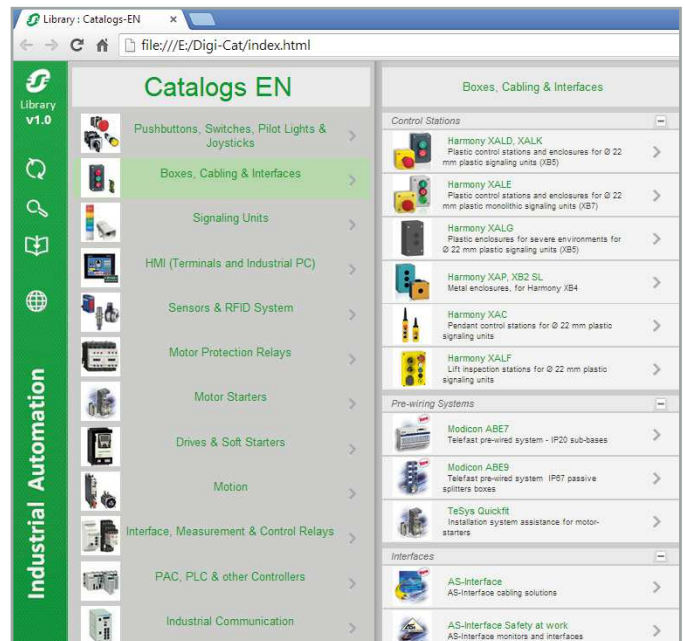 Library : Catalogs-EN
file:///E:/Digi-Cat/index.html
Library
v1.0
Industrial Automation
Catalogs EN
Pushbuttons, Switches, Pilot Lights &
Joysticks
Boxes, Cabling & Interfaces
Signaling Units
HMI (Terminals and Industrial PC)
Sensors & RFID System
Motor Protection Relays
Motor Starters
Drives & Soft Starters
Motion
Interface, Measurement & Control Relays
PAC, PLC & other Controllers
Industrial Communication
Boxes, Cabling & Interfaces
Control Stations
Harmony XALD, XALK
Plastic control stations and enclosures for Ø 22
mm plastic signaling units (XB5)
Harmony XALE
Plastic control stations and enclosures for Ø 22
mm plastic monolithic signaling units (XB7)
Harmony XALG
Plastic enclosures for severe environments for
Ø 22 mm plastic signaling units (XB5)
Harmony XAP, XB2 SL
Metal enclosures, for Harmony XB4
Harmony XAC
Pendant control stations for Ø 22 mm plastic
signaling units
Harmony XALF
Lift inspection stations for Ø 22 mm plastic
signaling units
Pre-wiring Systems
Modicon ABE7
Telefast pre-wired system - IP20 sub-bases
Modicon ABE9
Telefast pre-wired system IP67 passive
splitters boxes
TeSys Quickfit
Installation system assistance for motor-
starters
Interfaces
AS-Interface
AS-Interface cabling solutions
AS-Interface Safety at work
AS-Interface monitors and interfaces